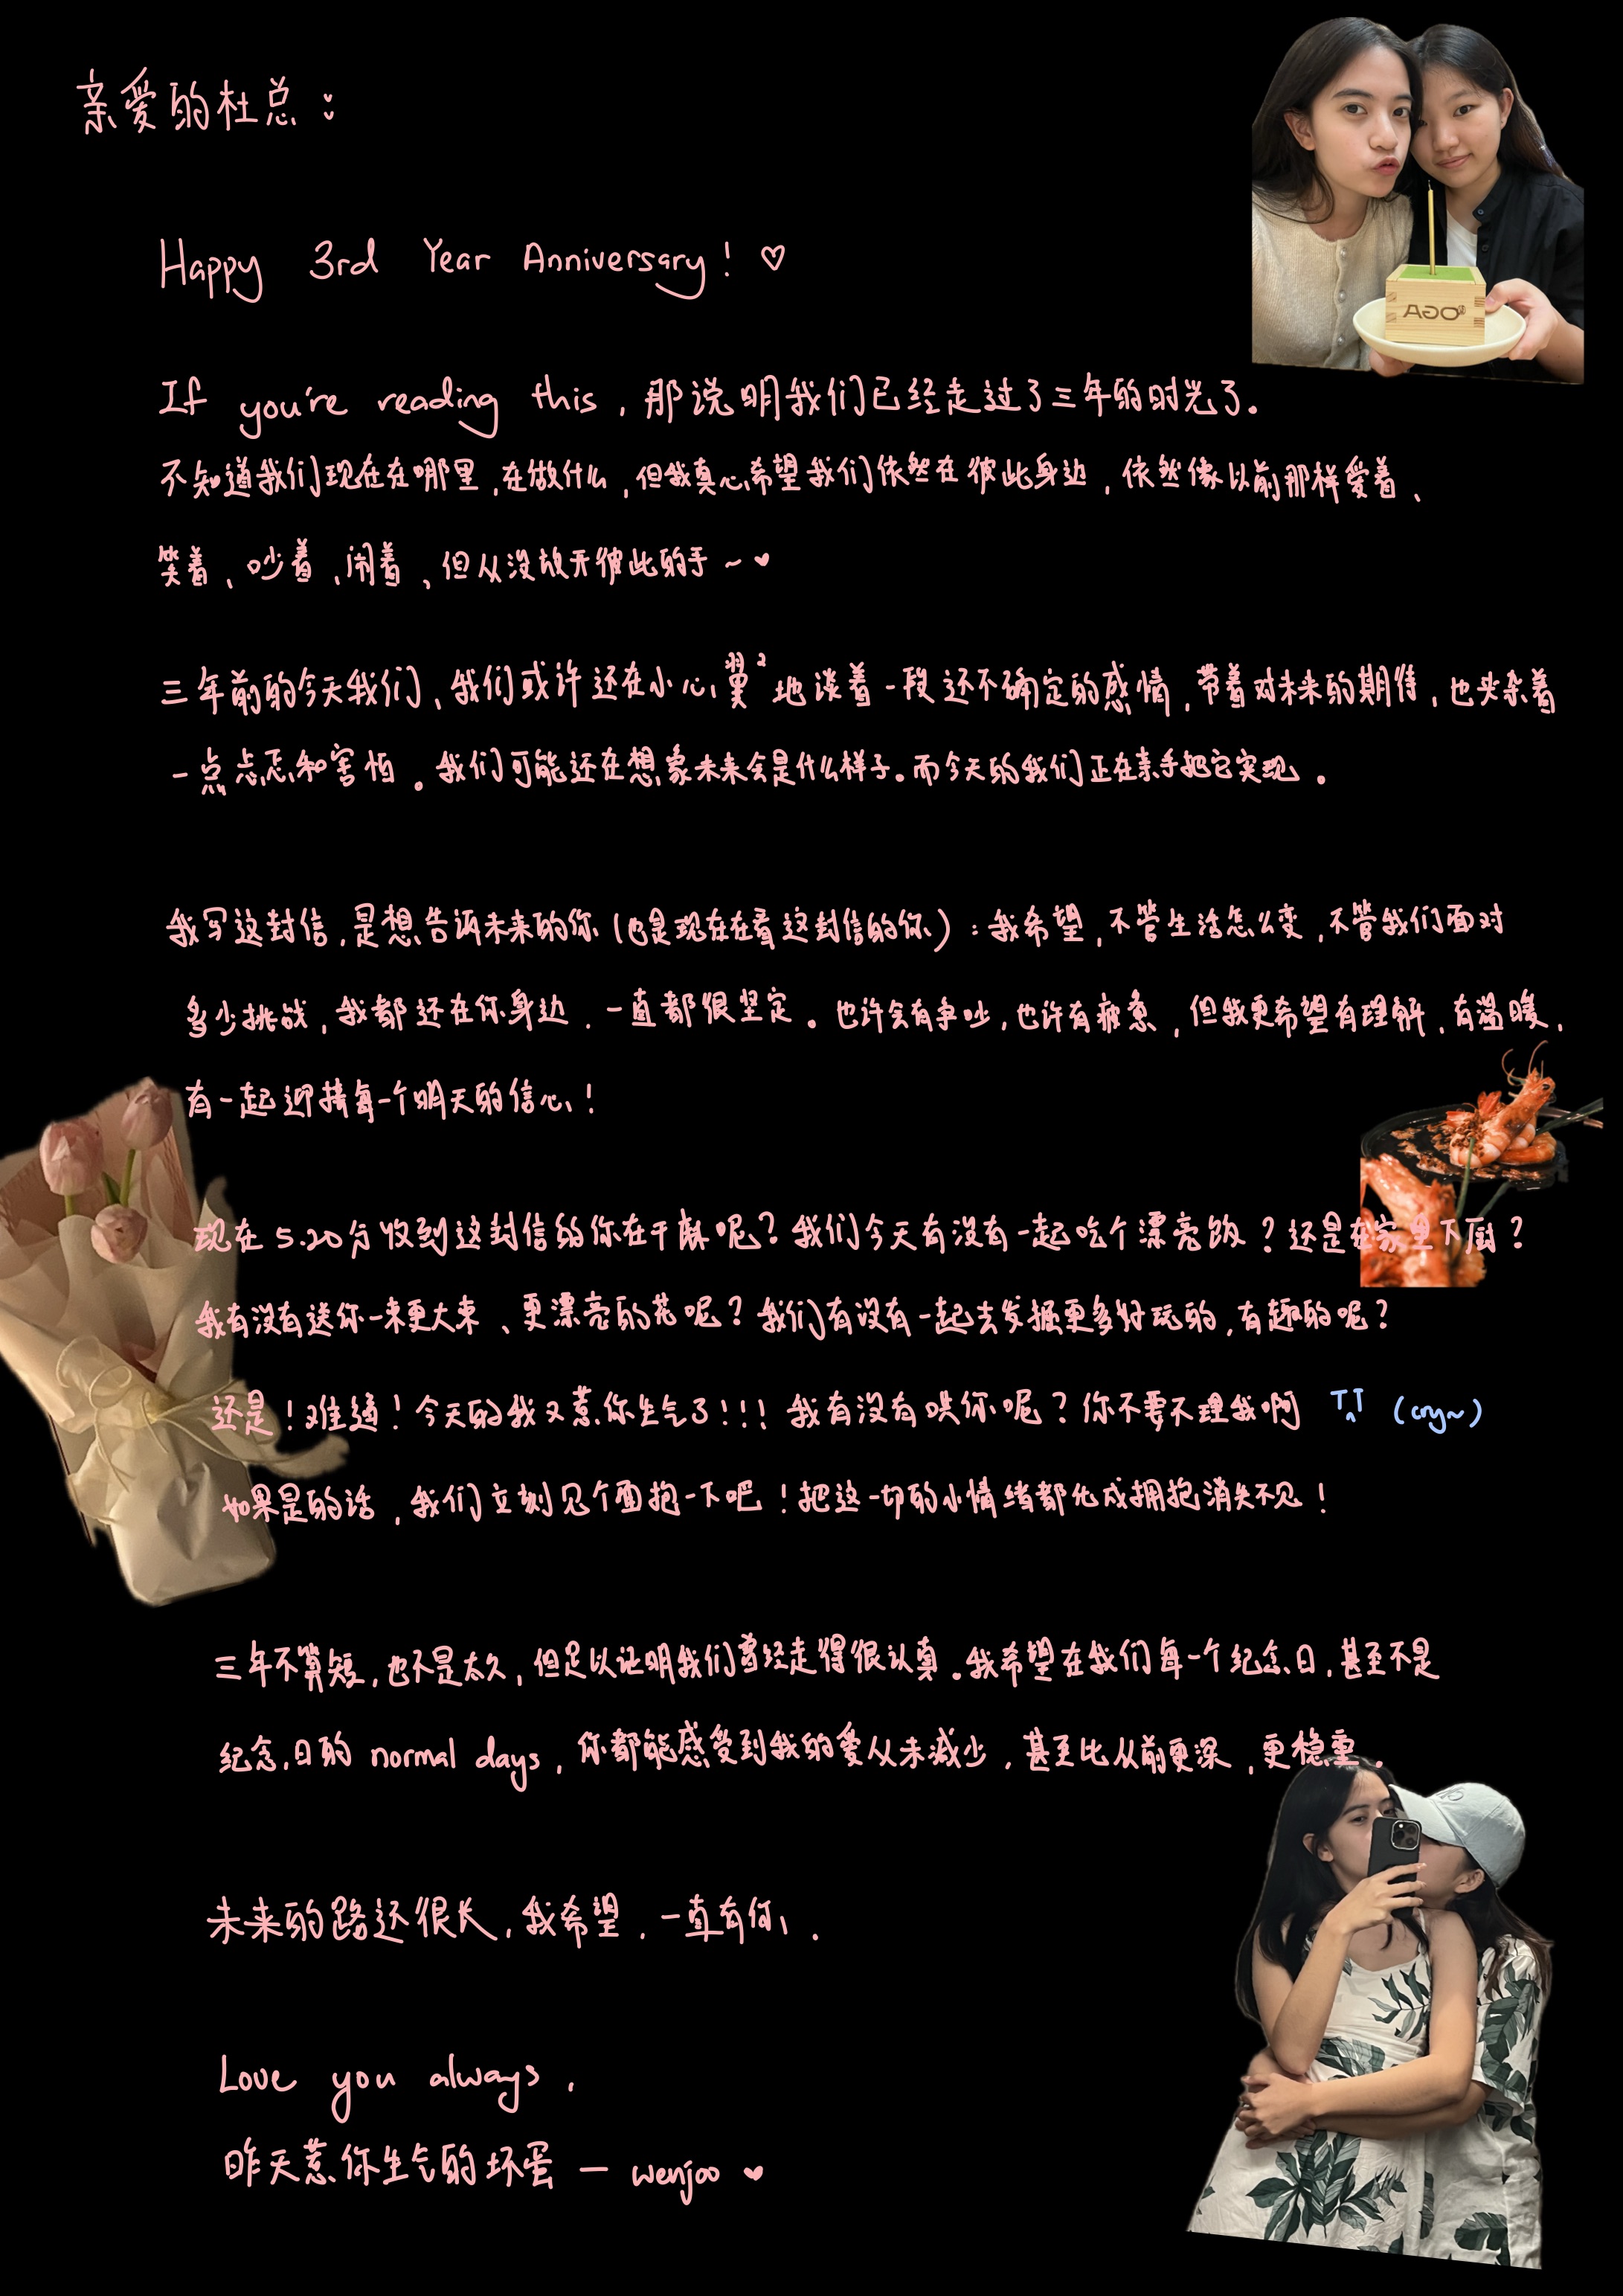 亲爱的杜总：
Happy 3rd Year Anniversary! ♡
If you're reading this，那说明我们已经走过了三年的时光了。
不知道我们现在在哪里，在做什么，但我真心希望我们依然在彼此身边，依然像以前那样爱着、
笑着、吵着、闹着、但从没放开彼此的手~♥
三年前的今天我们、我们或许还在小心翼²地谈着一段还不确定的感情，带着对未来的期待，也夹杂着
一点点忐和害怕。我们可能还在想象未来会是什么样子。而今天的我们正在亲手把它实现。
我写这封信，是想告诉未来的你（也是现在在看这封信的你）：我希望，不管生活怎么变，不管我们面对
多少挑战，我都还在你身边，一直都很坚定。也许会有争吵，也许有疲惫，但我更希望有理解，有温暖，
有一起迎接每一个明天的信心！
现在5.20分收到这封信的你在干嘛呢？我们今天有没有一起吃个漂亮饭？还是在家里下厨？
我有没有送你一束更大束、更漂亮的花呢？我们有没有一起去发掘更多好玩的，有趣的呢？
还是！难道！今天的我又惹你生气了!!! 我有没有哄你呢？你不要不理我啊 T^T (cry~)
如果是的话，我们立刻见个面抱一下吧！把这一切的小情绪都化成拥抱消失不见！
三年不算短，也不是太久，但足以证明我们曾经走得很认真。我希望在我们每一个纪念日，甚至不是
纪念日的 normal days，你都能感受到我的爱从未减少，甚至比从前更深，更稳重。
未来的路还很长，我希望，一直有你。
Love you always,
昨天惹你生气的坏蛋 — wenjoo ♥
OGA